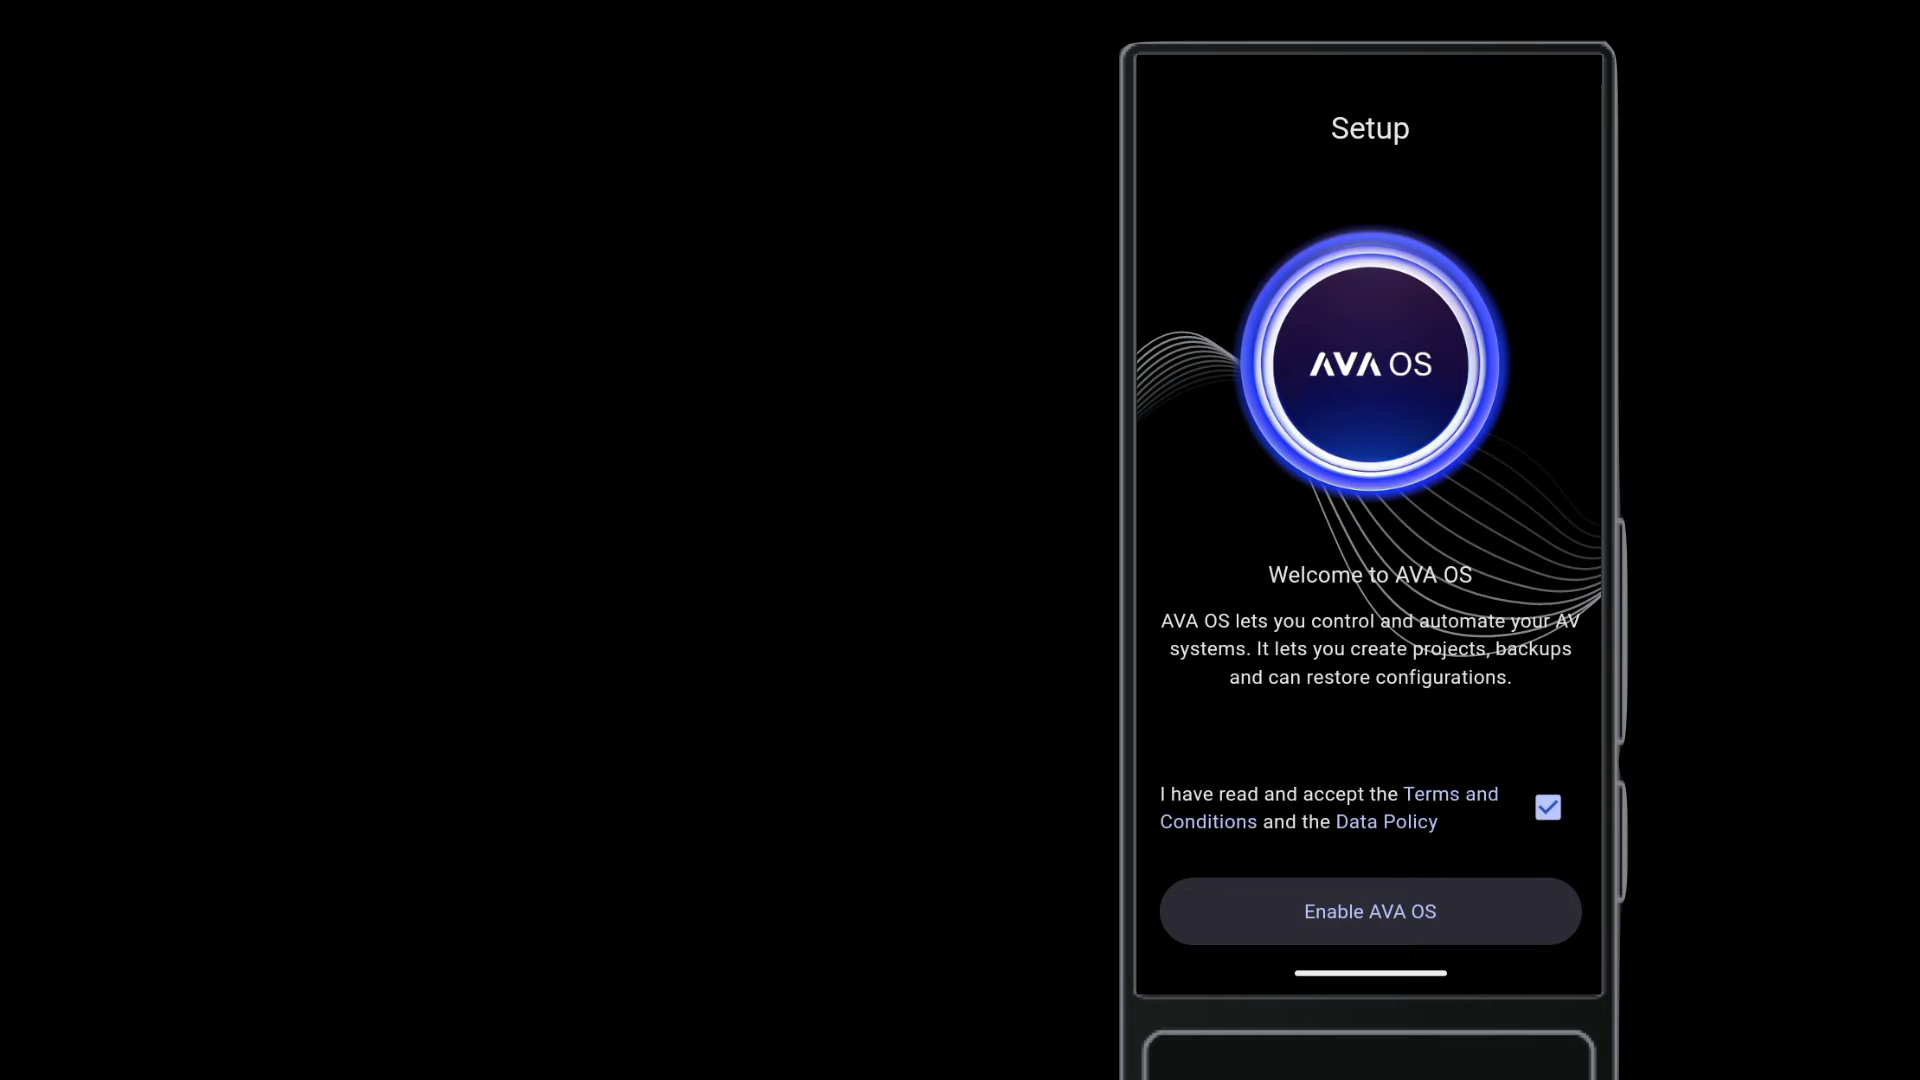 Setup
AVA OS
Welcome to AVA OS
AVA OS lets you control and automate your AV
systems. It lets you create projects, backups
and can restore configurations.
I have read and accept the Terms and
Conditions and the Data Policy
Enable AVA OS